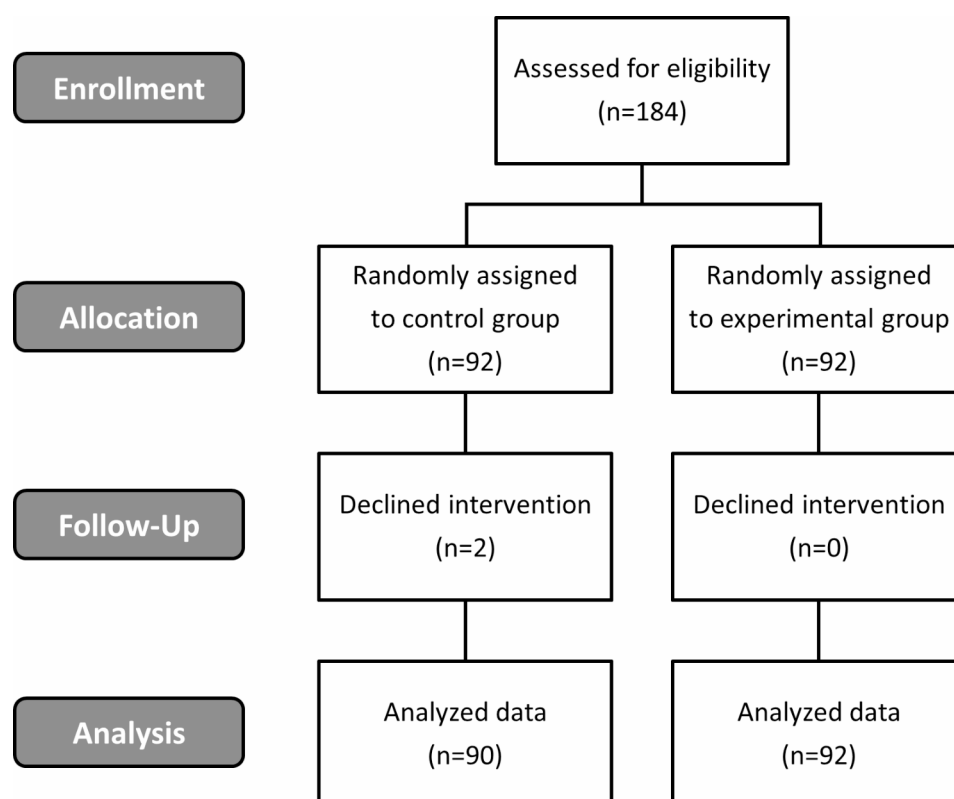 Enrollment
Assessed for eligibility
(n=184)
Allocation
Randomly assigned
to control group
(n=92)
Randomly assigned
to experimental group
(n=92)
Follow-Up
Declined intervention
(n=2)
Declined intervention
(n=0)
Analysis
Analyzed data
(n=90)
Analyzed data
(n=92)